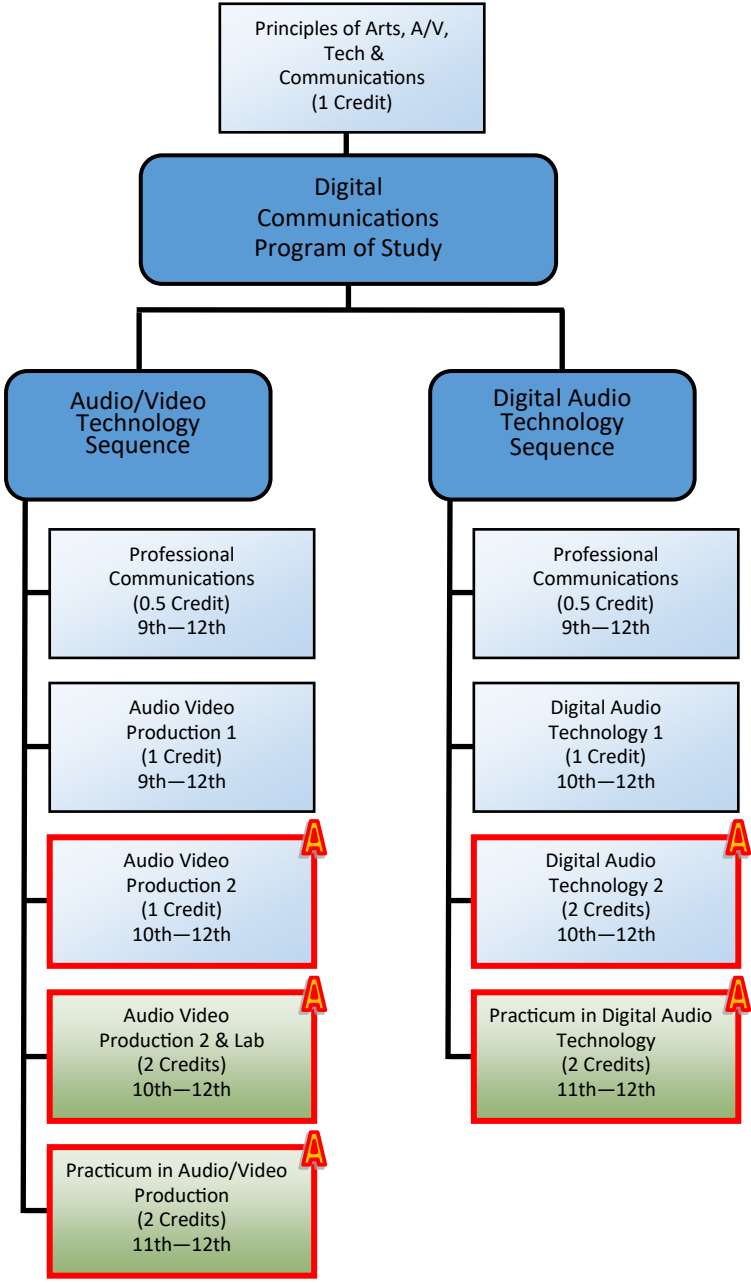 Principles of Arts, A/V,
Tech &
Communications
(1 Credit)
Digital
Communications
Program of Study
Audio/Video
Technology
Sequence
Professional
Communications
(0.5 Credit)
9th—12th
Audio Video
Production 1
(1 Credit)
9th—12th
A
Audio Video
Production 2
(1 Credit)
10th—12th
A
Audio Video
Production 2 & Lab
(2 Credits)
10th—12th
A
Practicum in Audio/Video
Production
(2 Credits)
11th—12th
Digital Audio
Technology
Sequence
Professional
Communications
(0.5 Credit)
9th—12th
Digital Audio
Technology 1
(1 Credit)
10th—12th
A
Digital Audio
Technology 2
(2 Credits)
10th—12th
A
Practicum in Digital Audio
Technology
(2 Credits)
11th—12th